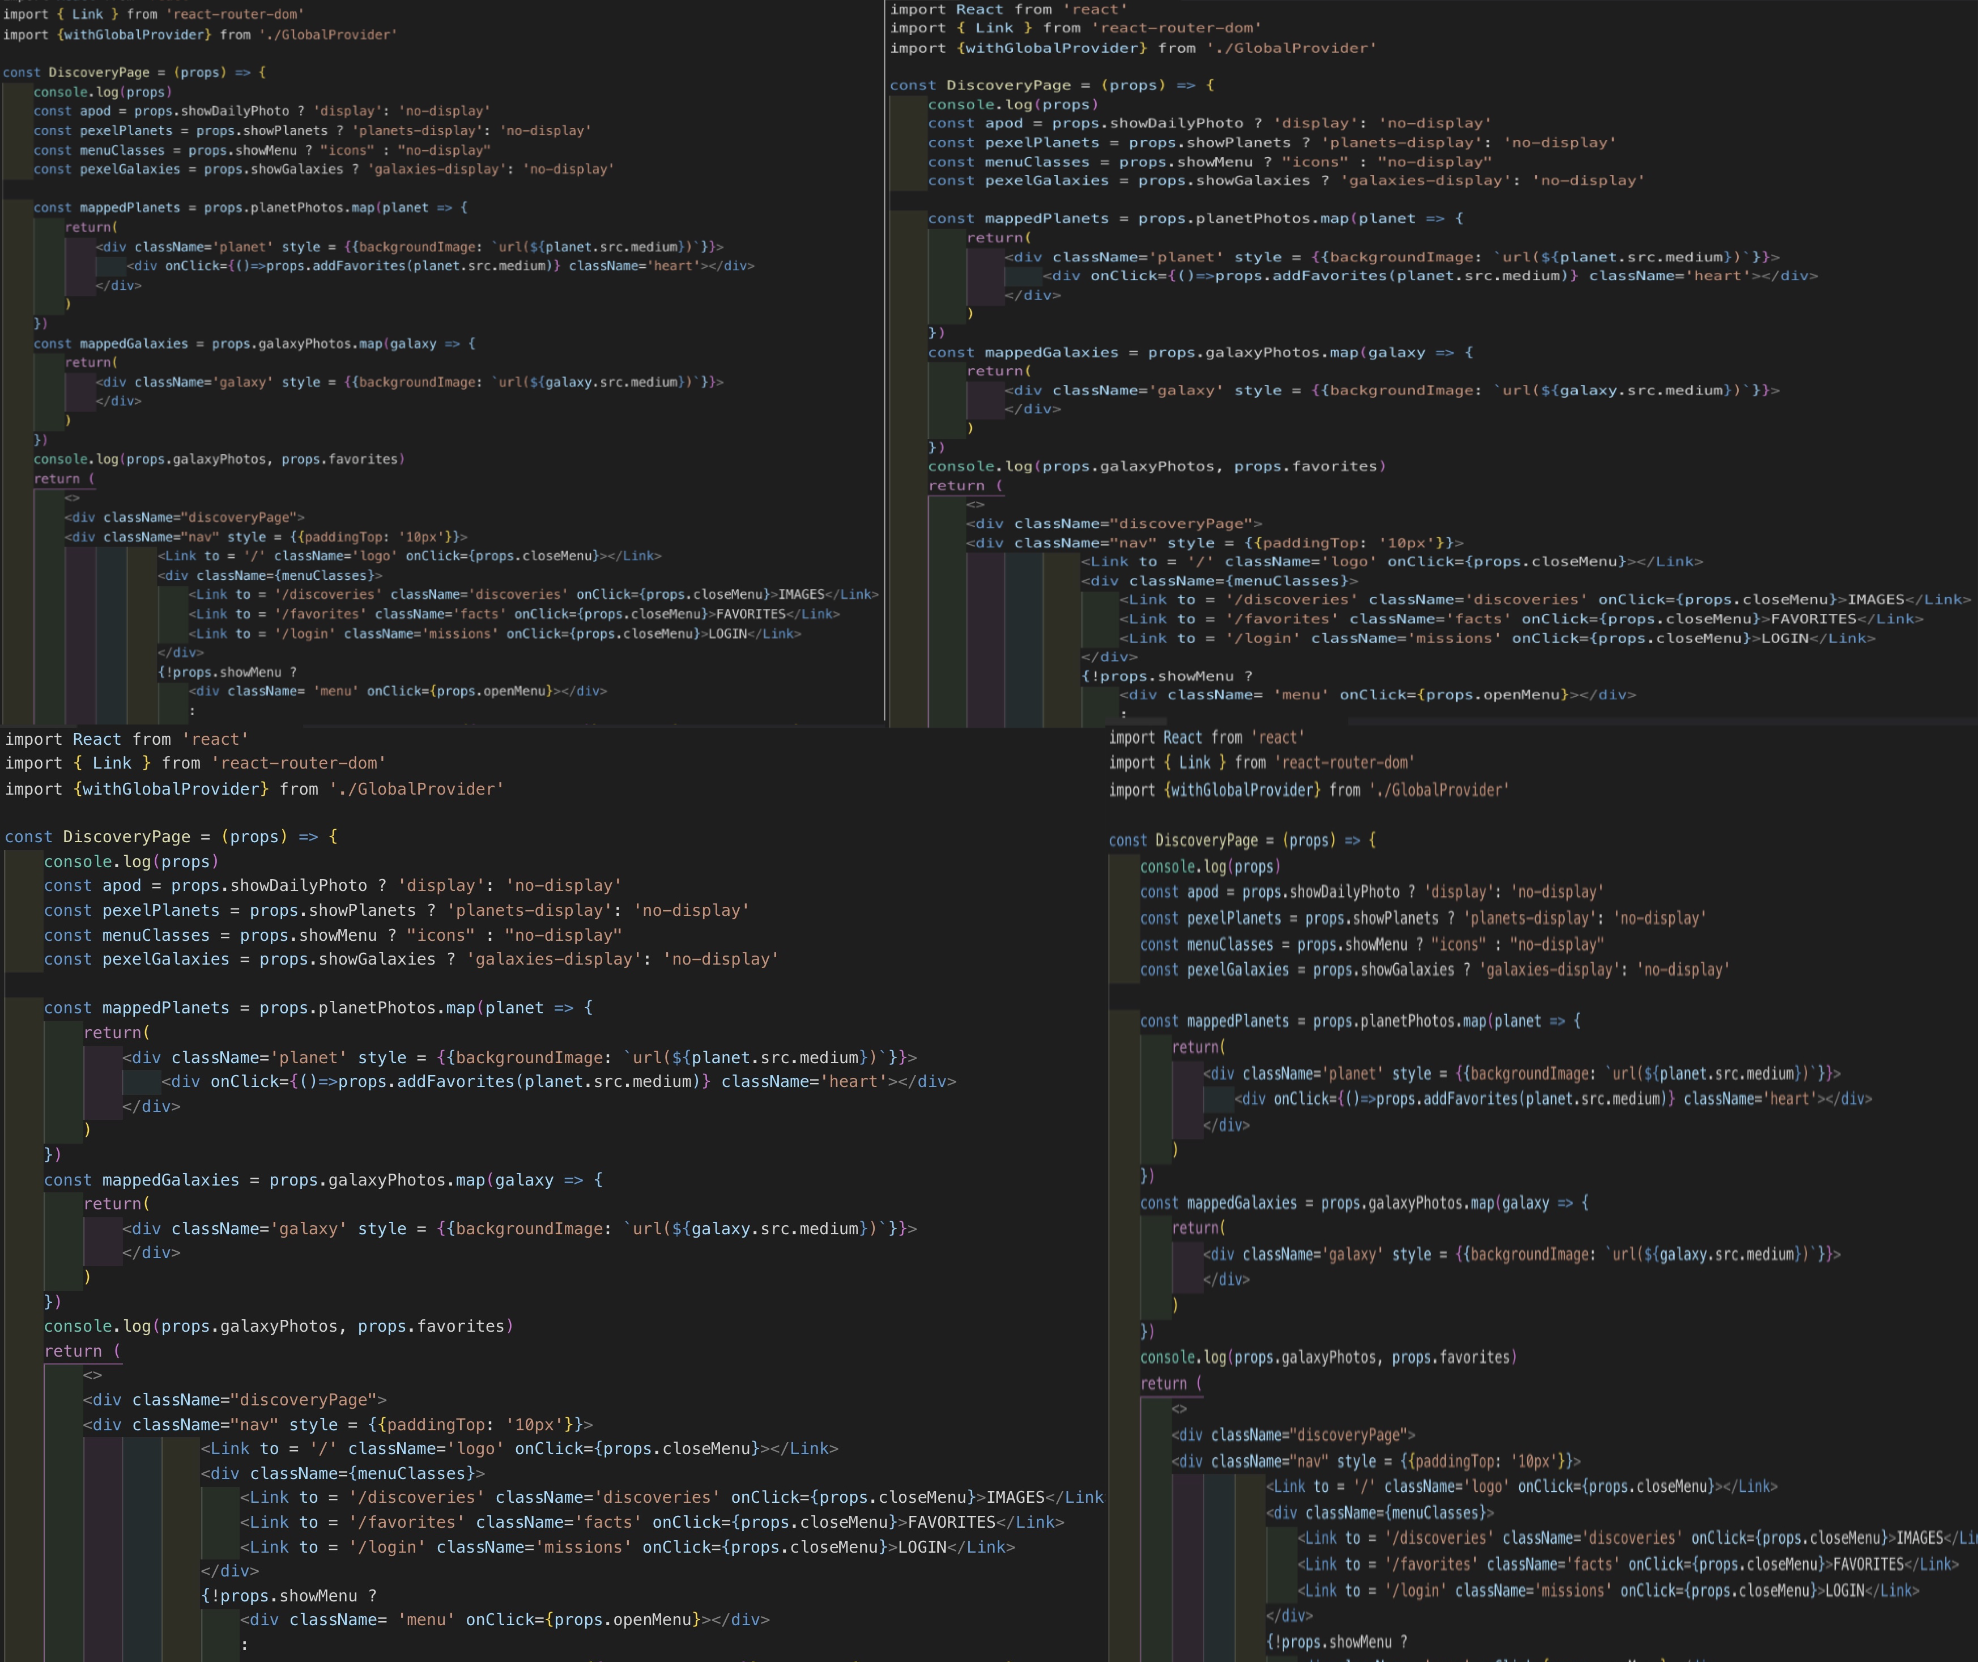 import { Link } from 'react-router-dom'
import {withGlobalProvider} from './GlobalProvider'
const DiscoveryPage = (props) => {
console.log(props)
const apod = props.showDailyPhoto ? 'display': 'no-display'
const pexelPlanets = props.showPlanets ? 'planets-display': 'no-display'
const menuClasses = props.showMenu ? "icons" : "no-display"
const pexelGalaxies = props.showGalaxies ? 'galaxies-display': 'no-display'
const mappedPlanets = props.planetPhotos.map(planet => {
return(
<div className='planet' style = {{backgroundImage: `url(${planet.src.medium})`}}>
<div onClick={()=>props.addFavorites(planet.src.medium)} className='heart'></div>
</div>
)
})
const mappedGalaxies = props.galaxyPhotos.map(galaxy => {
return(
<div className='galaxy' style = {{backgroundImage: `url(${galaxy.src.medium})`}}>
</div>
)
})
console.log(props.galaxyPhotos, props.favorites)
return (
<>
<div className="discoveryPage">
<div className="nav" style = {{paddingTop: '10px'}}>
<Link to = '/' className='logo' onClick={props.closeMenu}></Link>
<div className={menuClasses}>
<Link to = '/discoveries' className='discoveries' onClick={props.closeMenu}>IMAGES</Link>
<Link to = '/favorites' className='facts' onClick={props.closeMenu}>FAVORITES</Link>
<Link to = '/login' className='missions' onClick={props.closeMenu}>LOGIN</Link>
</div>
{!props.showMenu ?
<div className= 'menu' onClick={props.openMenu}></div>
:
import React from 'react'
import { Link } from 'react-router-dom'
import {withGlobalProvider} from './GlobalProvider'
const DiscoveryPage = (props) => {
console.log(props)
const apod = props.showDailyPhoto ? 'display': 'no-display'
const pexelPlanets = props.showPlanets ? 'planets-display': 'no-display'
const menuClasses = props.showMenu ? "icons" : "no-display"
const pexelGalaxies = props.showGalaxies ? 'galaxies-display': 'no-display'
const mappedPlanets = props.planetPhotos.map(planet => {
return(
<div className='planet' style = {{backgroundImage: `url(${planet.src.medium})`}}>
<div onClick={()=>props.addFavorites(planet.src.medium)} className='heart'></div>
</div>
)
})
const mappedGalaxies = props.galaxyPhotos.map(galaxy => {
return(
<div className='galaxy' style = {{backgroundImage: `url(${galaxy.src.medium})`}}>
</div>
)
})
console.log(props.galaxyPhotos, props.favorites)
return (
<>
<div className="discoveryPage">
<div className="nav" style = {{paddingTop: '10px'}}>
<Link to = '/' className='logo' onClick={props.closeMenu}></Link>
<div className={menuClasses}>
<Link to = '/discoveries' className='discoveries' onClick={props.closeMenu}>IMAGES</Link>
<Link to = '/favorites' className='facts' onClick={props.closeMenu}>FAVORITES</Link>
<Link to = '/login' className='missions' onClick={props.closeMenu}>LOGIN</Link>
</div>
{!props.showMenu ?
<div className= 'menu' onClick={props.openMenu}></div>
:
import React from 'react'
import { Link } from 'react-router-dom'
import {withGlobalProvider} from './GlobalProvider'
const DiscoveryPage = (props) => {
console.log(props)
const apod = props.showDailyPhoto ? 'display': 'no-display'
const pexelPlanets = props.showPlanets ? 'planets-display': 'no-display'
const menuClasses = props.showMenu ? "icons" : "no-display"
const pexelGalaxies = props.showGalaxies ? 'galaxies-display': 'no-display'
const mappedPlanets = props.planetPhotos.map(planet => {
return(
<div className='planet' style = {{backgroundImage: `url(${planet.src.medium})`}}>
<div onClick={()=>props.addFavorites(planet.src.medium)} className='heart'></div>
</div>
)
})
const mappedGalaxies = props.galaxyPhotos.map(galaxy => {
return(
<div className='galaxy' style = {{backgroundImage: `url(${galaxy.src.medium})`}}>
</div>
)
})
console.log(props.galaxyPhotos, props.favorites)
return (
<>
<div className="discoveryPage">
<div className="nav" style = {{paddingTop: '10px'}}>
<Link to = '/' className='logo' onClick={props.closeMenu}></Link>
<div className={menuClasses}>
<Link to = '/discoveries' className='discoveries' onClick={props.closeMenu}>IMAGES</Link
<Link to = '/favorites' className='facts' onClick={props.closeMenu}>FAVORITES</Link>
<Link to = '/login' className='missions' onClick={props.closeMenu}>LOGIN</Link>
</div>
{!props.showMenu ?
<div className= 'menu' onClick={props.openMenu}></div>
:
import React from 'react'
import { Link } from 'react-router-dom'
import {withGlobalProvider} from './GlobalProvider'
const DiscoveryPage = (props) => {
console.log(props)
const apod = props.showDailyPhoto ? 'display': 'no-display'
const pexelPlanets = props.showPlanets ? 'planets-display': 'no-display'
const menuClasses = props.showMenu ? "icons" : "no-display"
const pexelGalaxies = props.showGalaxies ? 'galaxies-display': 'no-display'
const mappedPlanets = props.planetPhotos.map(planet => {
return(
<div className='planet' style = {{backgroundImage: `url(${planet.src.medium})`}}>
<div onClick={()=>props.addFavorites(planet.src.medium)} className='heart'></div>
</div>
)
})
const mappedGalaxies = props.galaxyPhotos.map(galaxy => {
return(
<div className='galaxy' style = {{backgroundImage: `url(${galaxy.src.medium})`}}>
</div>
)
})
console.log(props.galaxyPhotos, props.favorites)
return (
<>
<div className="discoveryPage">
<div className="nav" style = {{paddingTop: '10px'}}>
<Link to = '/' className='logo' onClick={props.closeMenu}></Link>
<div className={menuClasses}>
<Link to = '/discoveries' className='discoveries' onClick={props.closeMenu}>IMAGES</Li
<Link to = '/favorites' className='facts' onClick={props.closeMenu}>FAVORITES</Link>
<Link to = '/login' className='missions' onClick={props.closeMenu}>LOGIN</Link>
</div>
{!props.showMenu ?